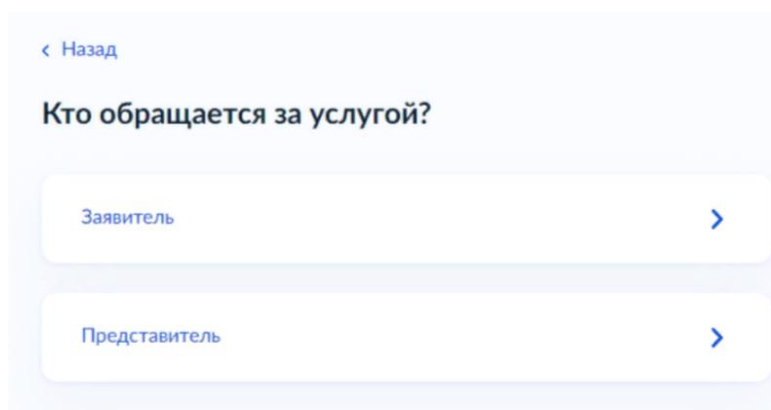 Назад
Кто обращается за услугой?
Заявитель
Представитель